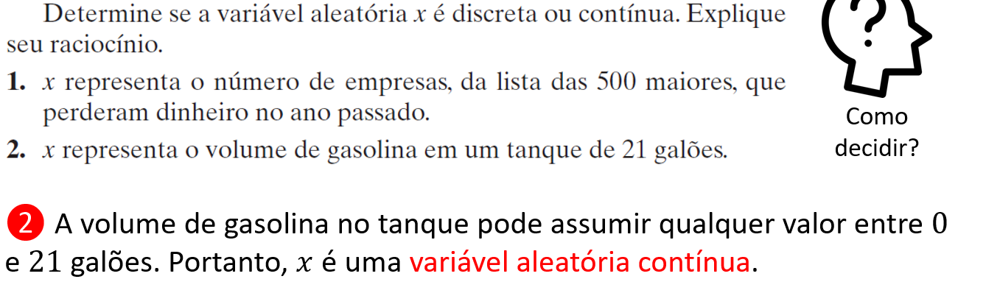 Determine se a variável aleatória x é discreta ou contínua. Explique
seu raciocínio.
1. x representa o número de empresas, da lista das 500 maiores, que
perderam dinheiro no ano passado.
2. x representa o volume de gasolina em um tanque de 21 galões.
?
Como
decidir?
2 A volume de gasolina no tanque pode assumir qualquer valor entre 0
e 21 galões. Portanto, x é uma variável aleatória contínua.